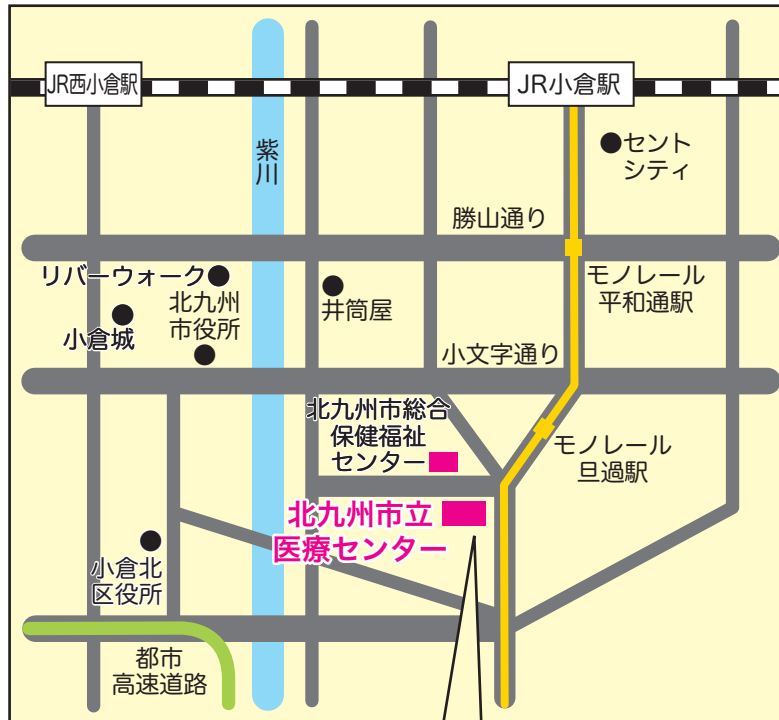 JR西小倉駅
JR小倉駅
紫川
セント
シティ
勝山通り
リバーウォーク
モノレール
平和通駅
北九州
市役所
井筒屋
小倉城
小文字通り
北九州市総合
保健福祉
センター
モノレール
旦過駅
北九州市立
医療センター
小倉北
区役所
都市
高速道路